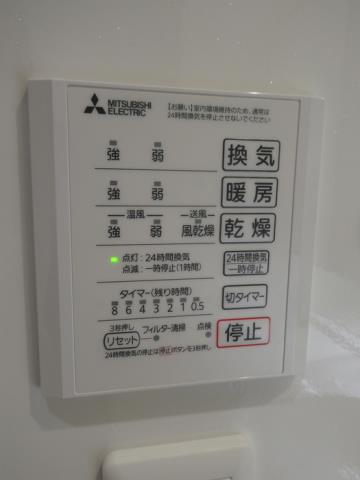 MITSUBISHI
ELECTRIC
【お願い】室内環境維持のため、通常は
24時間換気を停止させないでください
強 弱 換気
強 弱 暖房
温風 送風
強 弱 風乾燥 乾燥
点灯:24時間換気
点滅:一時停止(1時間)
24時間換気
一時停止
タイマー(残り時間)
8 6 4 3 2 1 0.5
切タイマー
3秒押し
リセット フィルター清掃 点検
停止
24時間換気の停止は停止ボタンを3秒押し